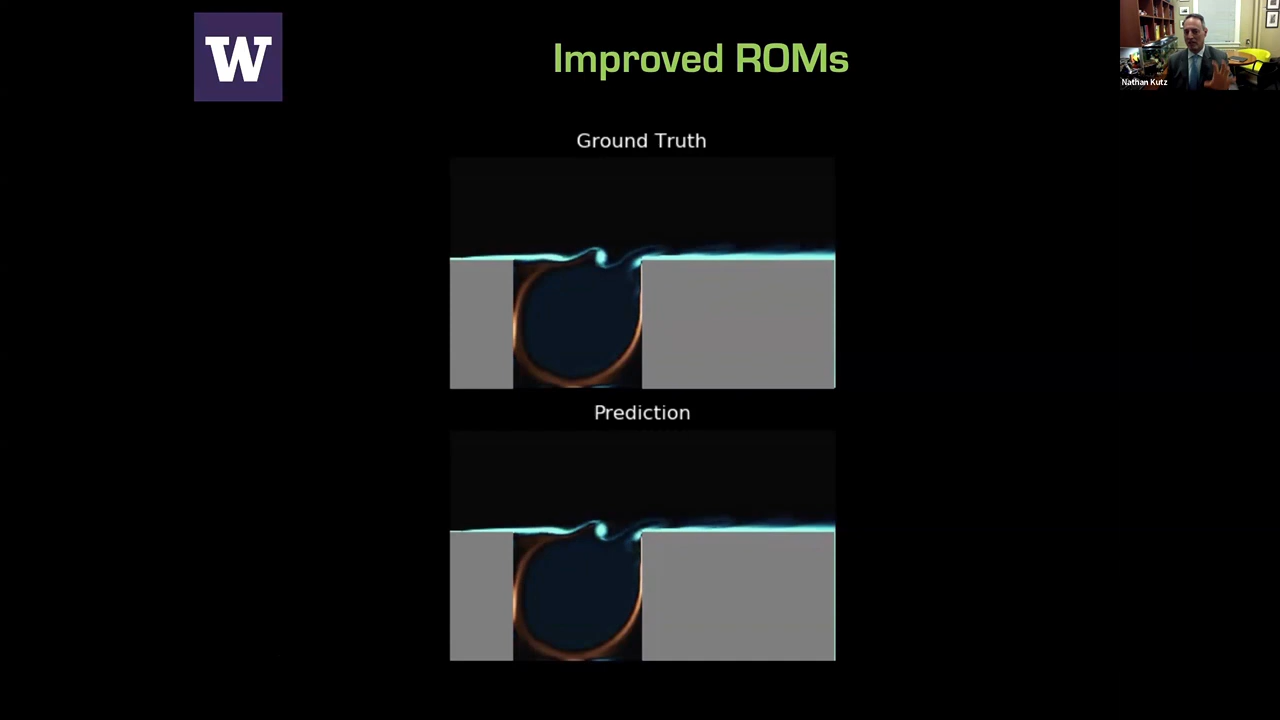 W
Improved ROMs
Nathan Kutz
Ground Truth
Prediction